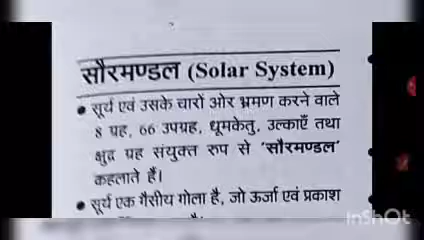 सौरमण्डल (Solar System)
• सूर्य एवं उसके चारों ओर भ्रमण करने वाले
8 ग्रह, 66 उपग्रह, धूमकेतु, उल्काएँ तथा
क्षुद्र ग्रह संयुक्त रुप से 'सौरमण्डल'
कहलाते हैं।
• सूर्य एक गैसीय गोला है, जो ऊर्जा एवं प्रकाश
InShOt